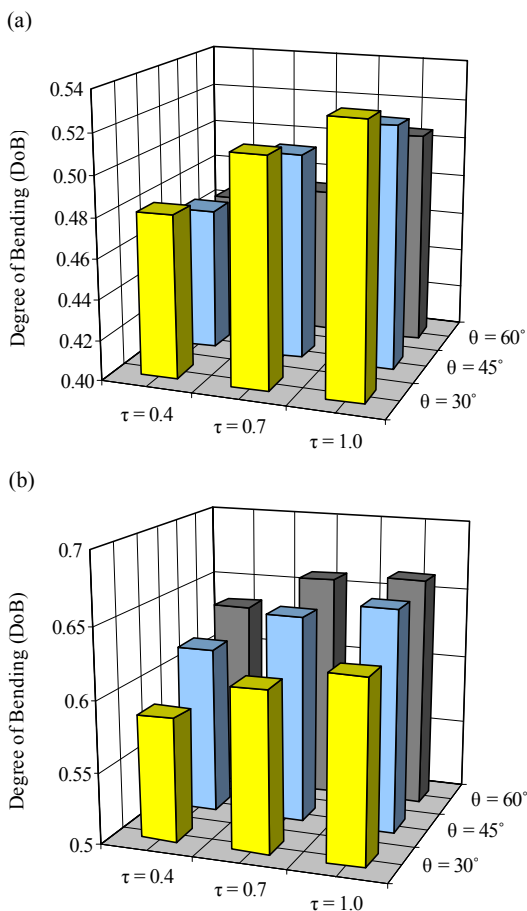 (a)
Degree of Bending (DoB)
0.54
0.52
0.50
0.48
0.46
0.44
0.42
0.40
τ = 0.4
τ = 0.7
τ = 1.0
θ = 60˚
θ = 45˚
θ = 30˚
(b)
Degree of Bending (DoB)
0.7
0.65
0.6
0.55
0.5
τ = 0.4
τ = 0.7
τ = 1.0
θ = 60˚
θ = 45˚
θ = 30˚